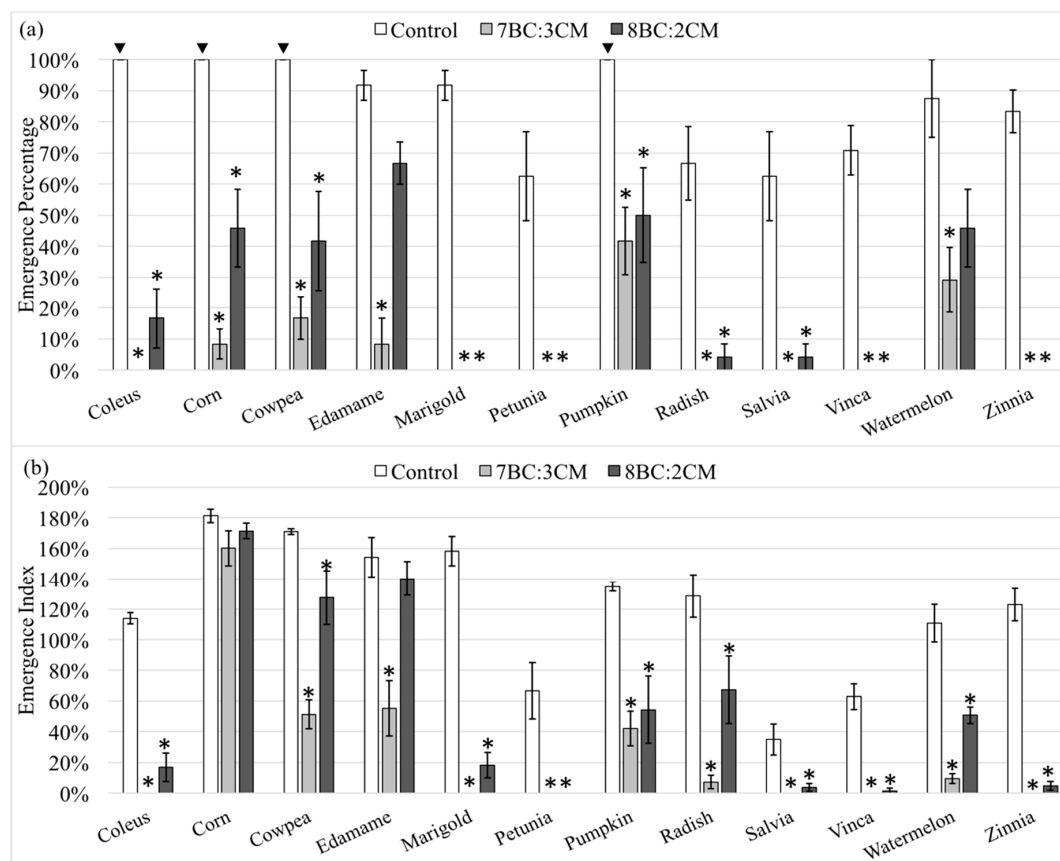 (a)
Control 7BC:3CM 8BC:2CM
Emergence Percentage
100%
90%
80%
70%
60%
50%
40%
30%
20%
10%
0%
Coleus Corn Cowpea Edamame Marigold Petunia Pumpkin Radish Salvia Vinca Watermelon Zinnia
(b)
Control 7BC:3CM 8BC:2CM
Emergence Index
200%
180%
160%
140%
120%
100%
80%
60%
40%
20%
0%
Coleus Corn Cowpea Edamame Marigold Petunia Pumpkin Radish Salvia Vinca Watermelon Zinnia